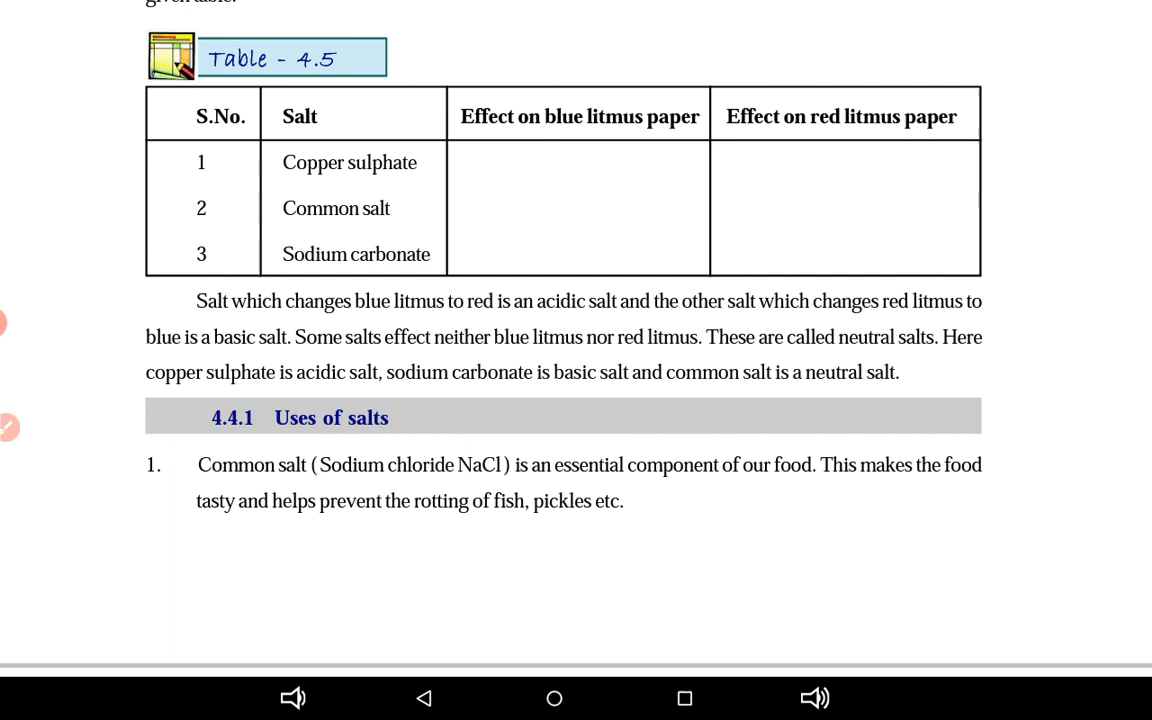 Table - 4.5
S.No. Salt Effect on blue litmus paper Effect on red litmus paper
1 Copper sulphate
2 Common salt
3 Sodium carbonate
Salt which changes blue litmus to red is an acidic salt and the other salt which changes red litmus to
blue is a basic salt. Some salts effect neither blue litmus nor red litmus. These are called neutral salts. Here
copper sulphate is acidic salt, sodium carbonate is basic salt and common salt is a neutral salt.
4.4.1 Uses of salts
1. Common salt ( Sodium chloride NaCl ) is an essential component of our food. This makes the food
tasty and helps prevent the rotting of fish, pickles etc.